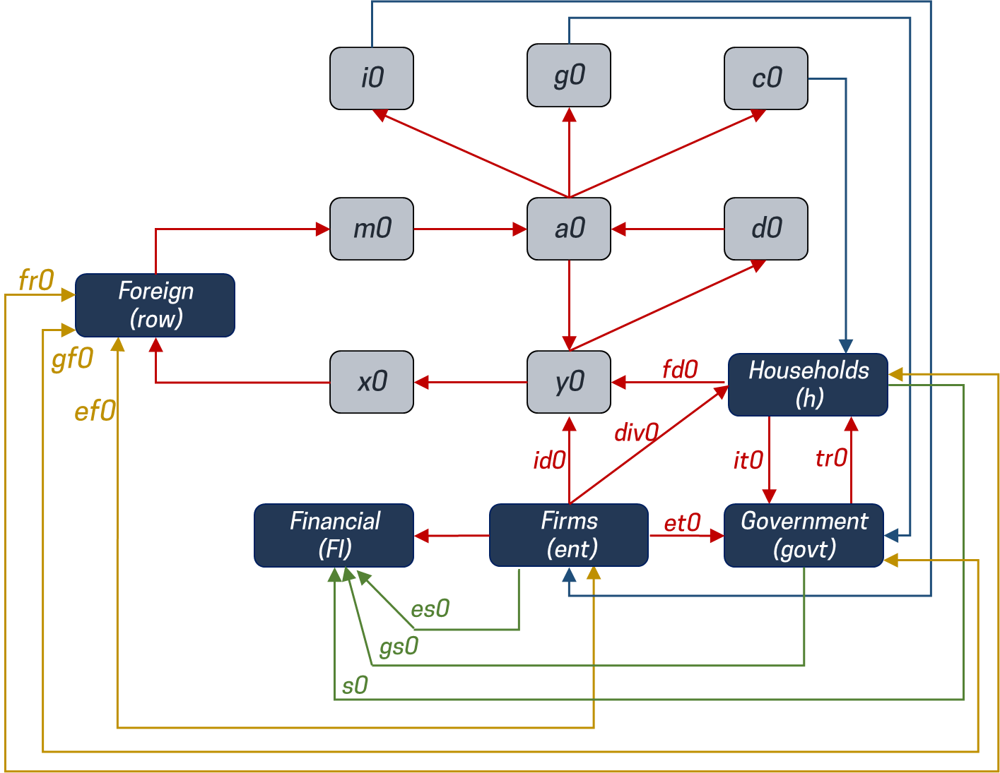 i0
g0
c0
m0
a0
d0
fr0
Foreign
(row)
gf0
ef0
x0
y0
fd0
Households
(h)
div0
id0
it0
tr0
Financial
(FI)
Firms
(ent)
et0
Government
(govt)
es0
gs0
s0